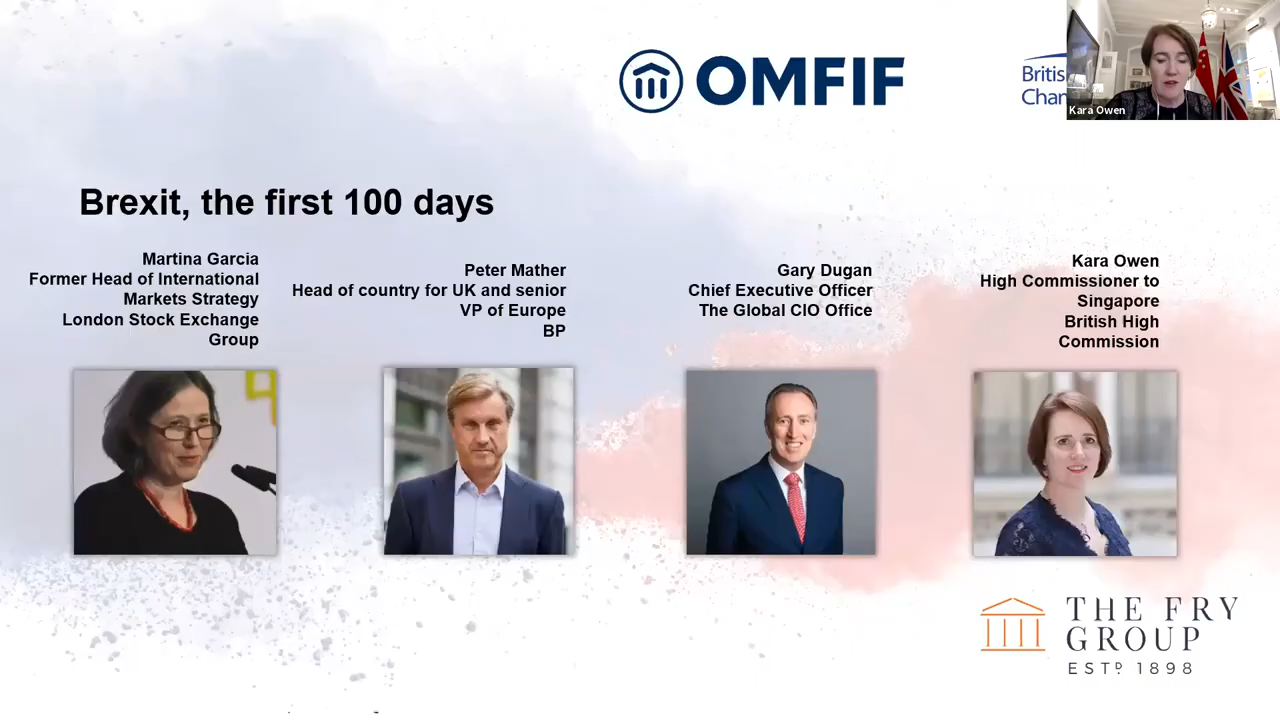 OMFIF
Kara Owen
Brexit, the first 100 days
Martina Garcia
Former Head of International
Markets Strategy
London Stock Exchange
Group
Peter Mather
Head of country for UK and senior
VP of Europe
BP
Gary Dugan
Chief Executive Officer
The Global CIO Office
Kara Owen
High Commissioner to
Singapore
British High
Commission
THE FRY
GROUP
ESTD 1898